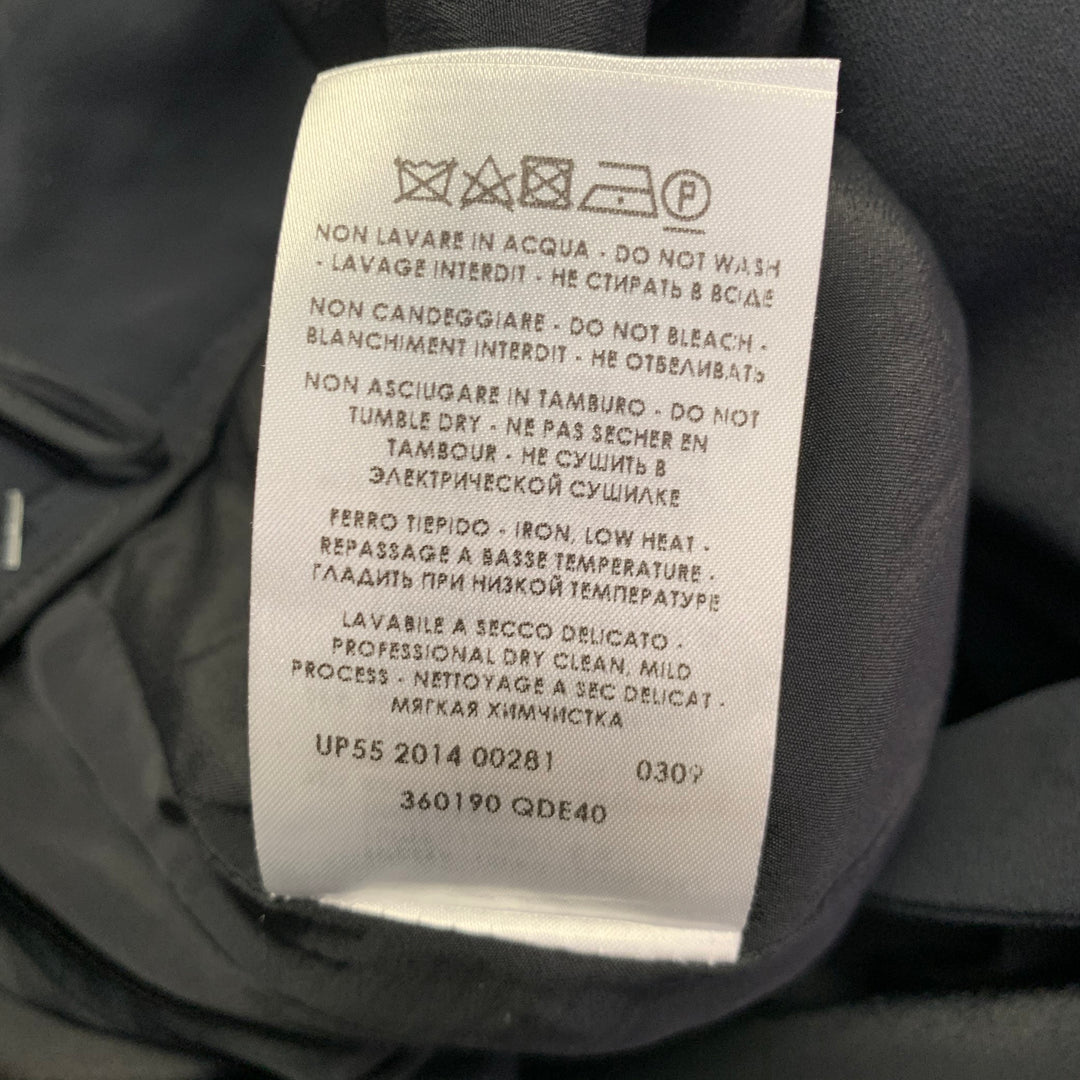 P
NON LAVARE IN ACQUA - DO NOT WASH
- LAVAGE INTERDIT - НЕ СТИРАТЬ В ВОДЕ
NON CANDEGGIARE - DO NOT BLEACH -
BLANCHIMENT INTERDIT - НЕ ОТБЕЛИВАТЬ
NON ASCIUGARE IN TAMBURO - DO NOT
TUMBLE DRY - NE PAS SECHER EN
TAMBOUR - НЕ СУШИТЬ В
ЭЛЕКТРИЧЕСКОЙ СУШИЛКЕ
FERRO TIEPIDO - IRON, LOW HEAT -
REPASSAGE A BASSE TEMPERATURE -
ГЛАДИТЬ ПРИ НИЗКОЙ ТЕМПЕРАТУРЕ
LAVABILE A SECCO DELICATO -
PROFESSIONAL DRY CLEAN, MILD
PROCESS - NETTOYAGE A SEC DELICAT -
МЯГКАЯ ХИМЧИСТКА
UP55 2014 00281 0309
360190 QDE40